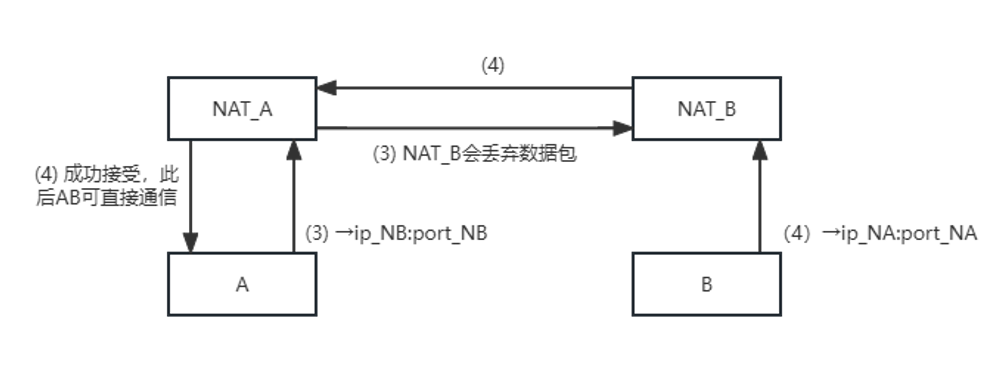 (4)
NAT_A
NAT_B
(3) NAT_B会丢弃数据包
(4) 成功接受，此
后AB可直接通信
(3) →ip_NB:port_NB
(4) →ip_NA:port_NA
A
B